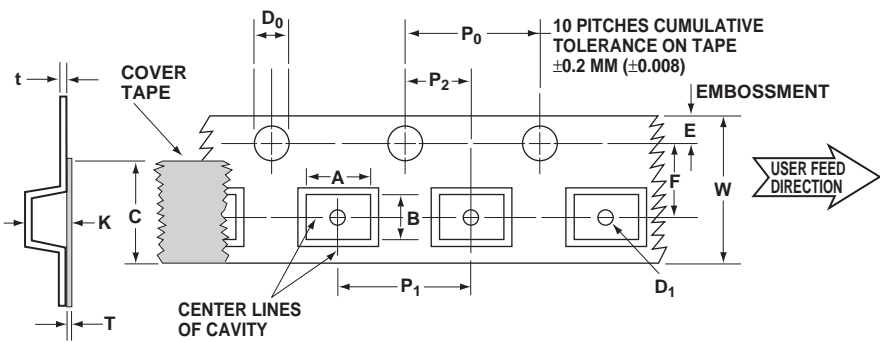 D0
P0
10 PITCHES CUMULATIVE
TOLERANCE ON TAPE
±0.2 MM (±0.008)
t
COVER
TAPE
P2
EMBOSSMENT
E
A
F
W
USER FEED
DIRECTION
C
K
B
P1
D1
CENTER LINES
OF CAVITY
T